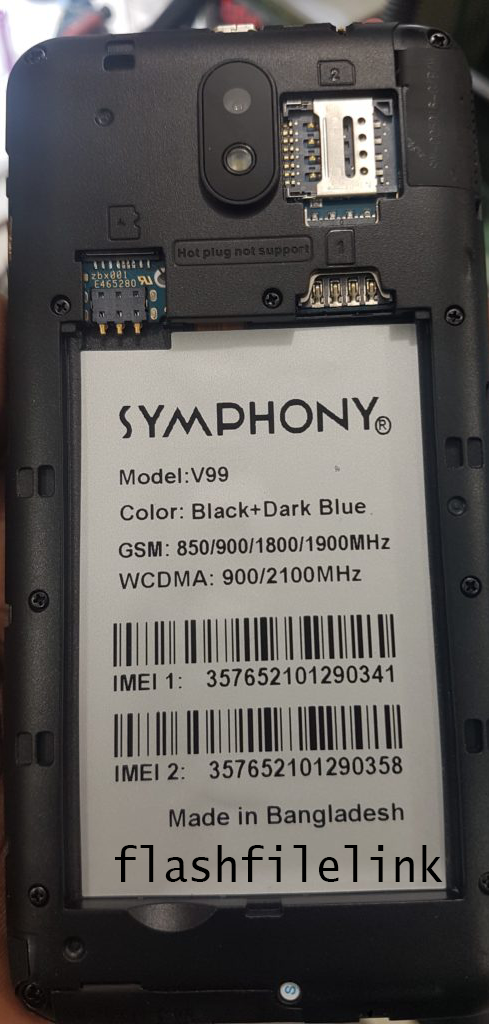 2
Hot plug not support
1
zbx001
E465280
SYMPHONY®
Model:V99
Color: Black+Dark Blue
GSM: 850/900/1800/1900MHz
WCDMA: 900/2100MHz
IMEI 1: 357652101290341
IMEI 2: 357652101290358
Made in Bangladesh
flashfilelink
S